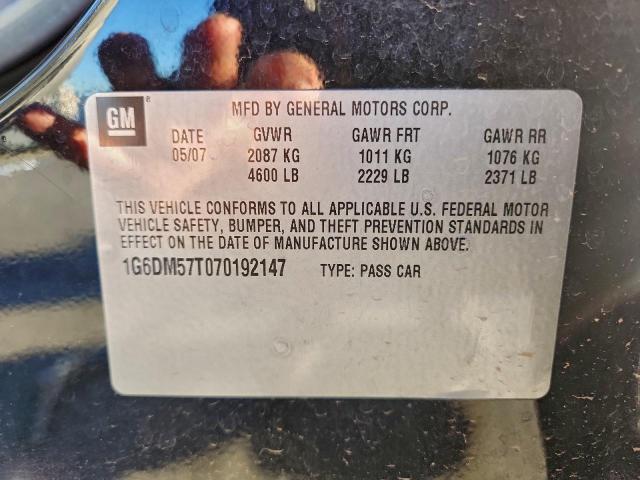 GM ®
MFD BY GENERAL MOTORS CORP.
DATE GVWR GAWR FRT GAWR RR
05/07 2087 KG 1011 KG 1076 KG
4600 LB 2229 LB 2371 LB
THIS VEHICLE CONFORMS TO ALL APPLICABLE U.S. FEDERAL MOTOR
VEHICLE SAFETY, BUMPER, AND THEFT PREVENTION STANDARDS IN
EFFECT ON THE DATE OF MANUFACTURE SHOWN ABOVE.
1G6DM57T070192147 TYPE: PASS CAR